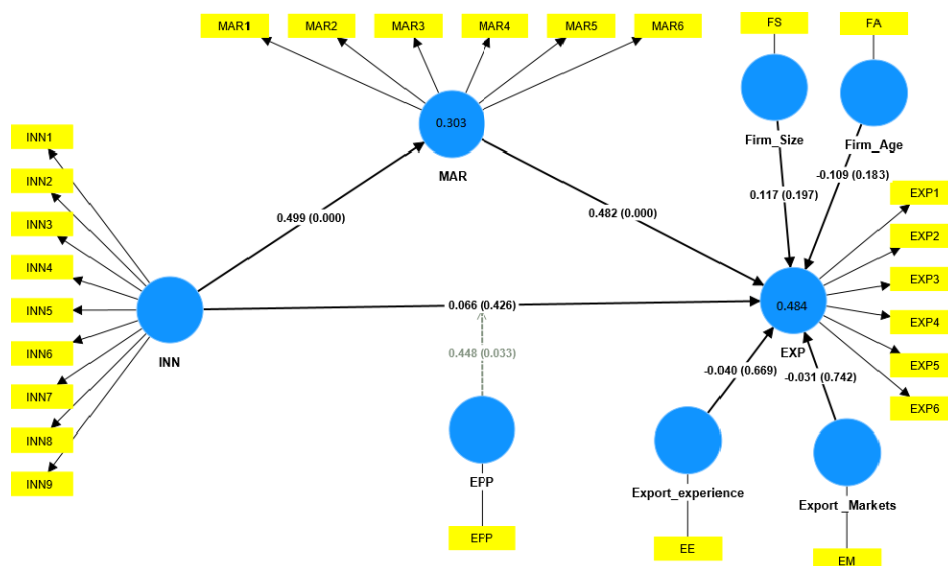 MAR1 MAR2 MAR3 MAR4 MAR5 MAR6
FS FA
0.303
MAR
Firm_Size Firm_Age
INN1
INN2
INN3
INN4
INN5
INN6
INN7
INN8
INN9
INN
0.499 (0.000)
0.482 (0.000)
0.117 (0.197)
-0.109 (0.183)
0.066 (0.426)
0.448 (0.033)
0.484
EXP
EXP1
EXP2
EXP3
EXP4
EXP5
EXP6
-0.040 (0.669)
-0.031 (0.742)
EPP
Export_experience
Export_Markets
EPP
EE
EM